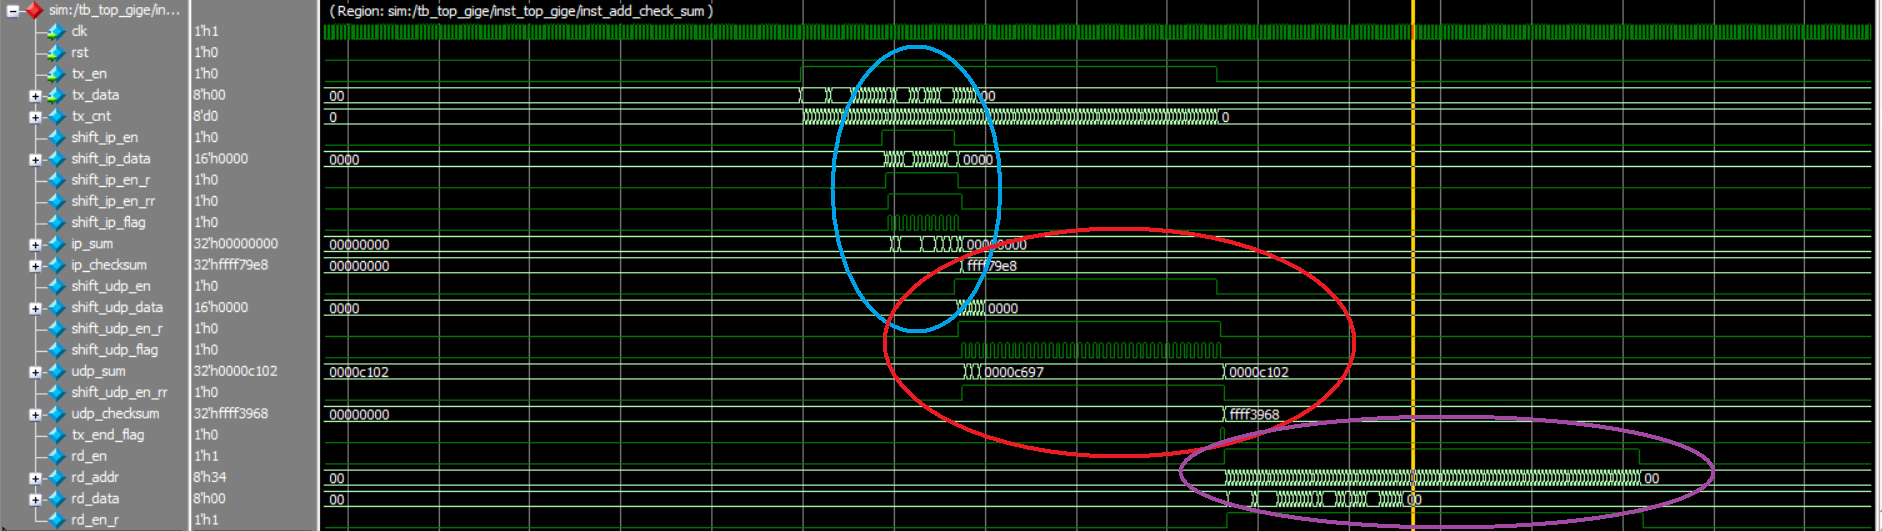 sim:/tb_top_gige/in... ( Region: sim:/tb_top_gige/inst_top_gige/inst_add_check_sum )
clk 1'h1
rst 1'h0
tx_en 1'h0
tx_data 8'h00 00 00
tx_cnt 8'd0 0 0
shift_ip_en 1'h0
shift_ip_data 16'h0000 0000 0000
shift_ip_en_r 1'h0
shift_ip_en_rr 1'h0
shift_ip_flag 1'h0
ip_sum 32'h00000000 00000000 00000000
ip_checksum 32'hffff79e8 00000000 ffff79e8
shift_udp_en 1'h0
shift_udp_data 16'h0000 0000 0000
shift_udp_en_r 1'h0
shift_udp_flag 1'h0
udp_sum 32'h0000c102 0000c102 0000c697 0000c102
shift_udp_en_rr 1'h0
udp_checksum 32'hffff3968 00000000 ffff3968
tx_end_flag 1'h0
rd_en 1'h1
rd_addr 8'h34 00 00
rd_data 8'h00 00 00
rd_en_r 1'h1